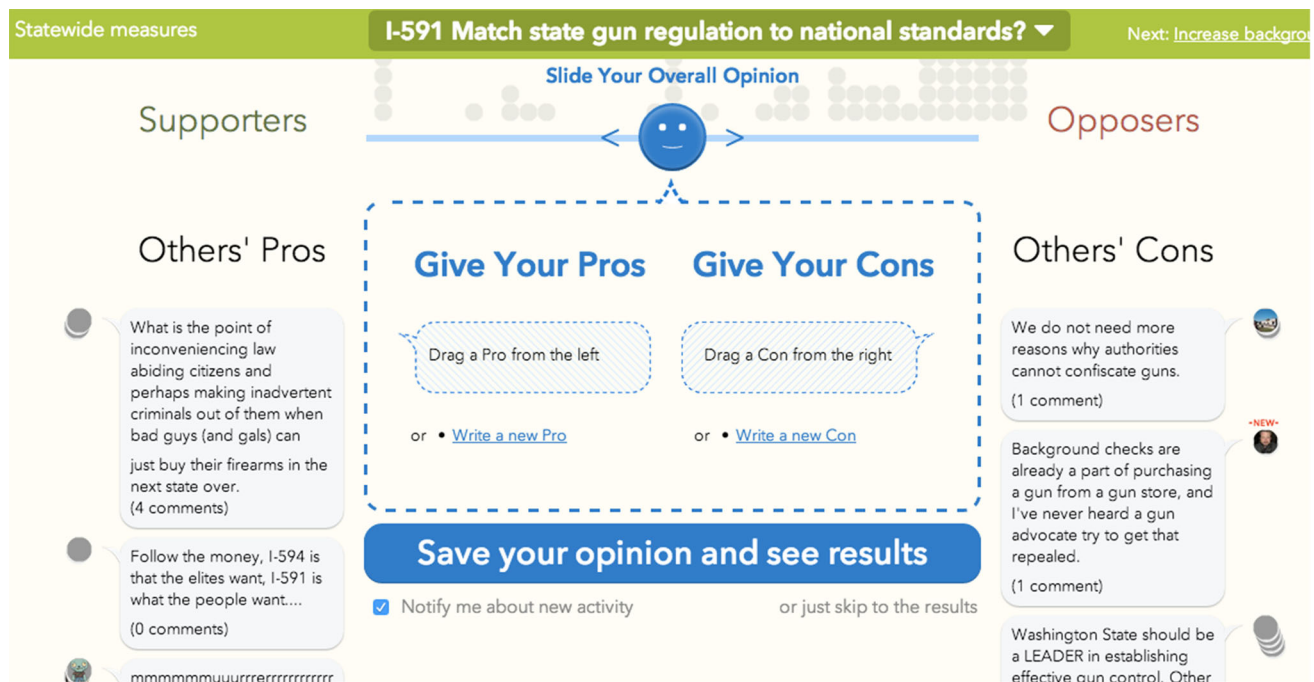 Statewide measures
I-591 Match state gun regulation to national standards?
Next: Increase backgrou
Slide Your Overall Opinion
Supporters
< >
Opposers
Others' Pros
What is the point of
inconveniencing law
abiding citizens and
perhaps making inadvertent
criminals out of them when
bad guys (and gals) can
just buy their firearms in the
next state over.
(4 comments)
Follow the money, I-594 is
that the elites want, I-591 is
what the people want....
(0 comments)
mmmmmmuuurrrerrrrrrrrrrrr
Give Your Pros
Drag a Pro from the left
or • Write a new Pro
Give Your Cons
Drag a Con from the right
or • Write a new Con
Save your opinion and see results
Notify me about new activity
or just skip to the results
Others' Cons
We do not need more
reasons why authorities
cannot confiscate guns.
(1 comment)
-NEW-
Background checks are
already a part of purchasing
a gun from a gun store, and
I've never heard a gun
advocate try to get that
repealed.
(1 comment)
Washington State should be
a LEADER in establishing
effective gun control. Other